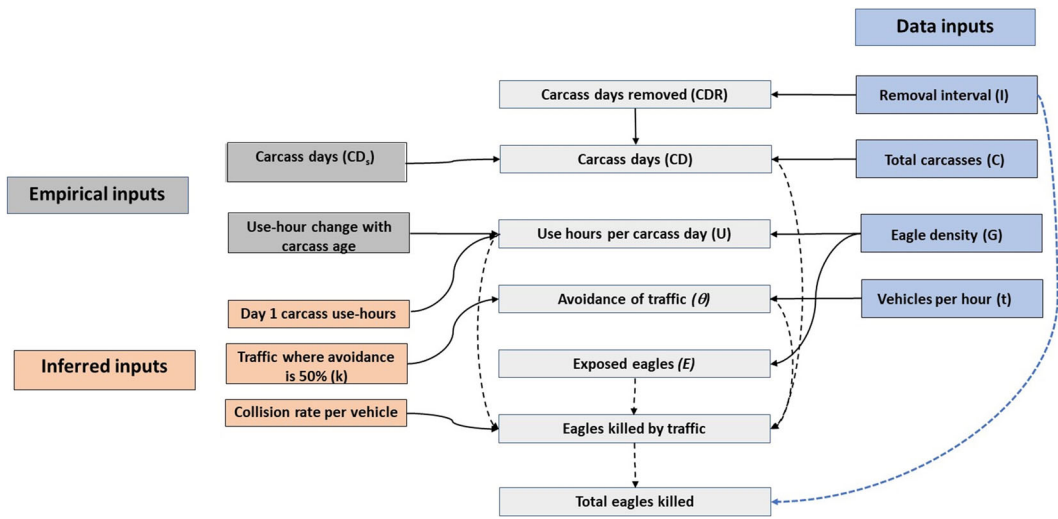 Data inputs
Carcass days removed (CDR)
Removal interval (I)
Carcass days (CDₛ)
Carcass days (CD)
Total carcasses (C)
Empirical inputs
Use-hour change with
carcass age
Use hours per carcass day (U)
Eagle density (G)
Day 1 carcass use-hours
Avoidance of traffic (θ)
Vehicles per hour (t)
Inferred inputs
Traffic where avoidance
is 50% (k)
Exposed eagles (E)
Collision rate per vehicle
Eagles killed by traffic
Total eagles killed